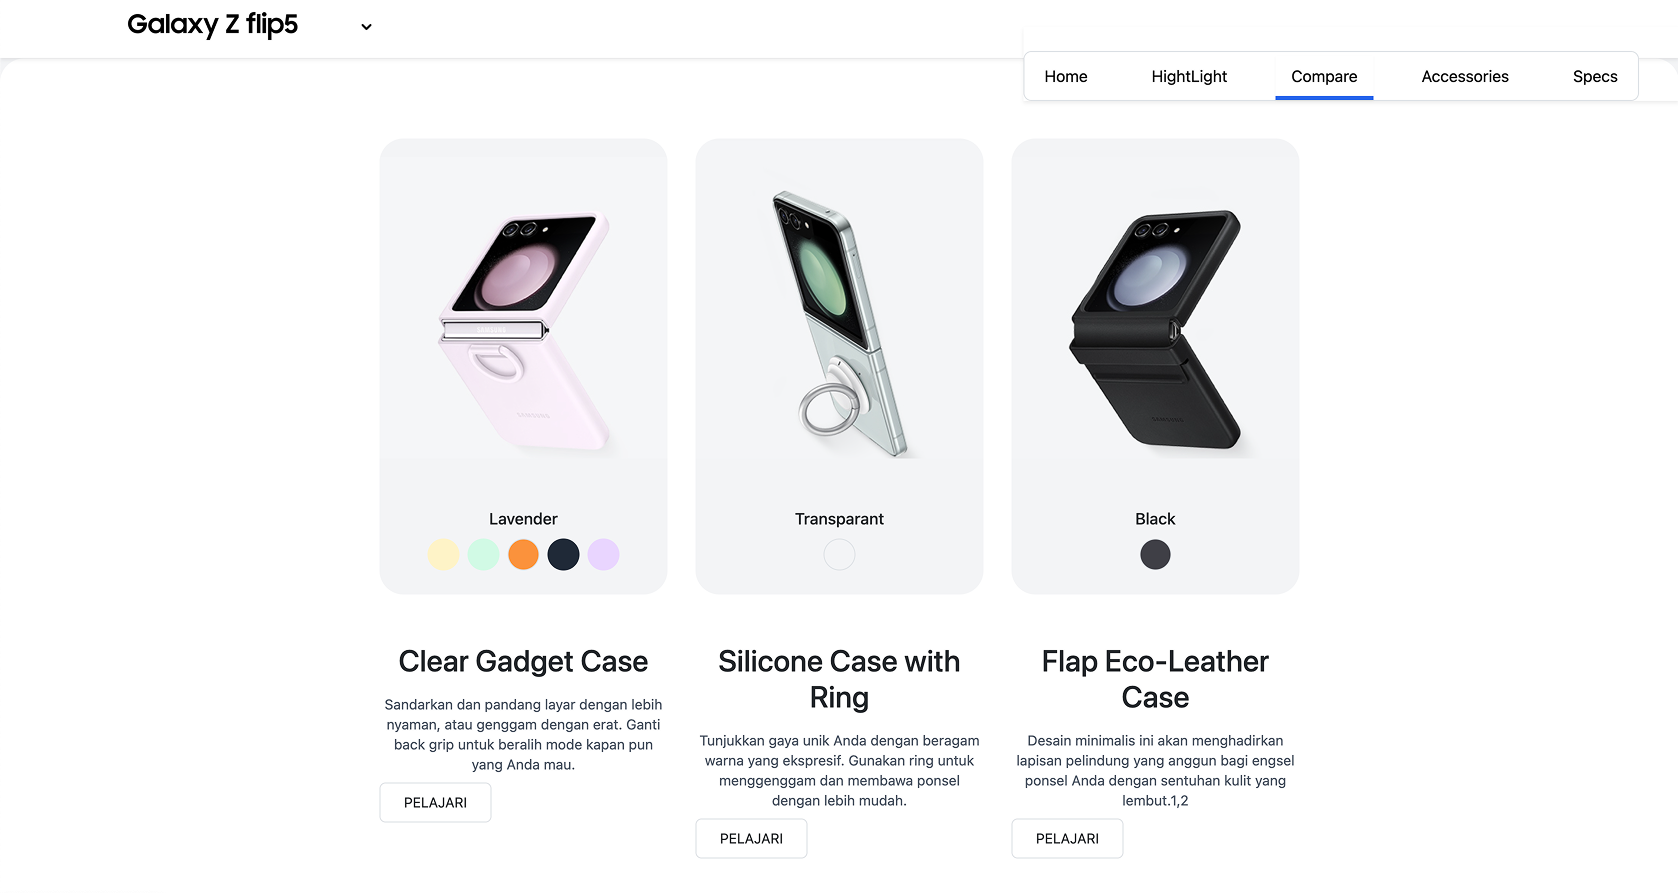 Galaxy Z flip5
Home HightLight Compare Accessories Specs
SAMSUNG
SAMSUNG
Lavender
Transparant
Black
Clear Gadget Case
Sandarkan dan pandang layar dengan lebih
nyaman, atau genggam dengan erat. Ganti
back grip untuk beralih mode kapan pun
yang Anda mau.
PELAJARI
Silicone Case with
Ring
Tunjukkan gaya unik Anda dengan beragam
warna yang ekspresif. Gunakan ring untuk
menggenggam dan membawa ponsel
dengan lebih mudah.
PELAJARI
Flap Eco-Leather
Case
Desain minimalis ini akan menghadirkan
lapisan pelindung yang anggun bagi engsel
ponsel Anda dengan sentuhan kulit yang
lembut.1,2
PELAJARI